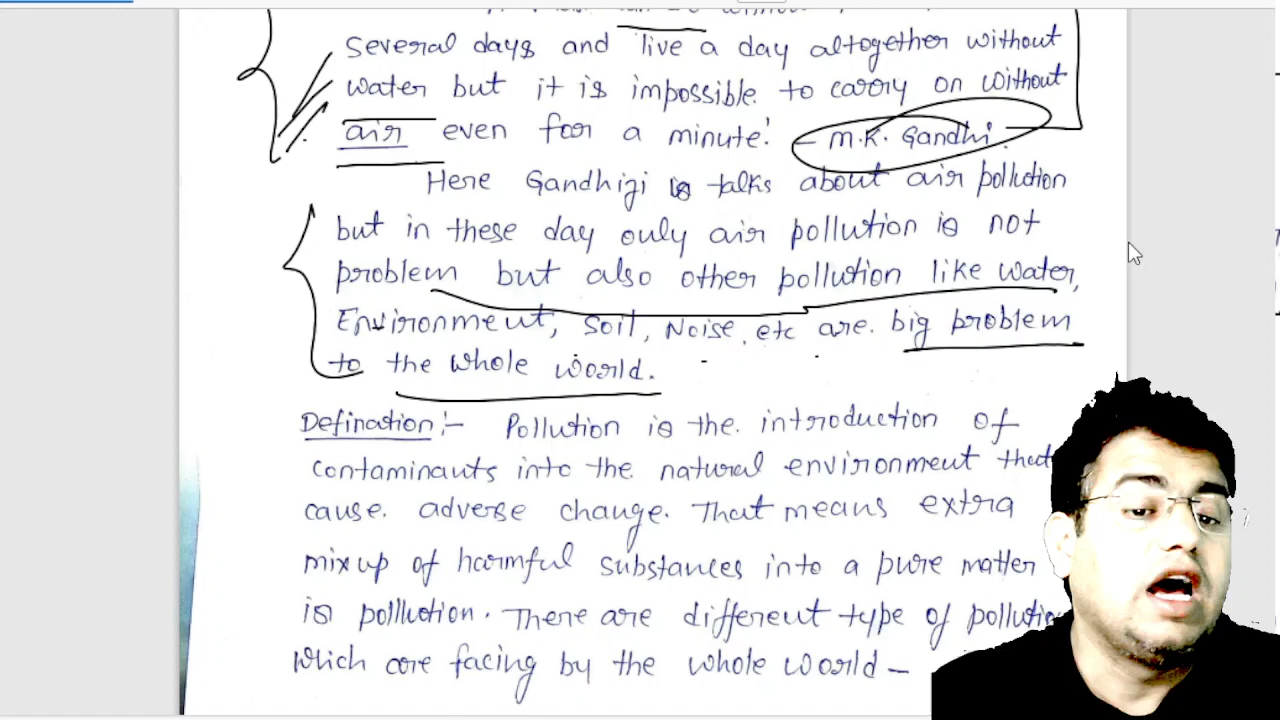 several days and live a day altogether without
water but it is impossible to carry on without
air even for a minute.' - M.K. Gandhi.
Here Gandhiji is talks about air pollution
but in these day only air pollution is not
problem but also other pollution like water,
Environment, Soil, Noise, etc are big problem
to the whole world.
Defination:- Pollution is the introduction of
contaminants into the natural environment that
cause adverse change. That means extra
mix up of harmful substances into a pure matter
is polllution. There are different type of
which are facing by the whole world -